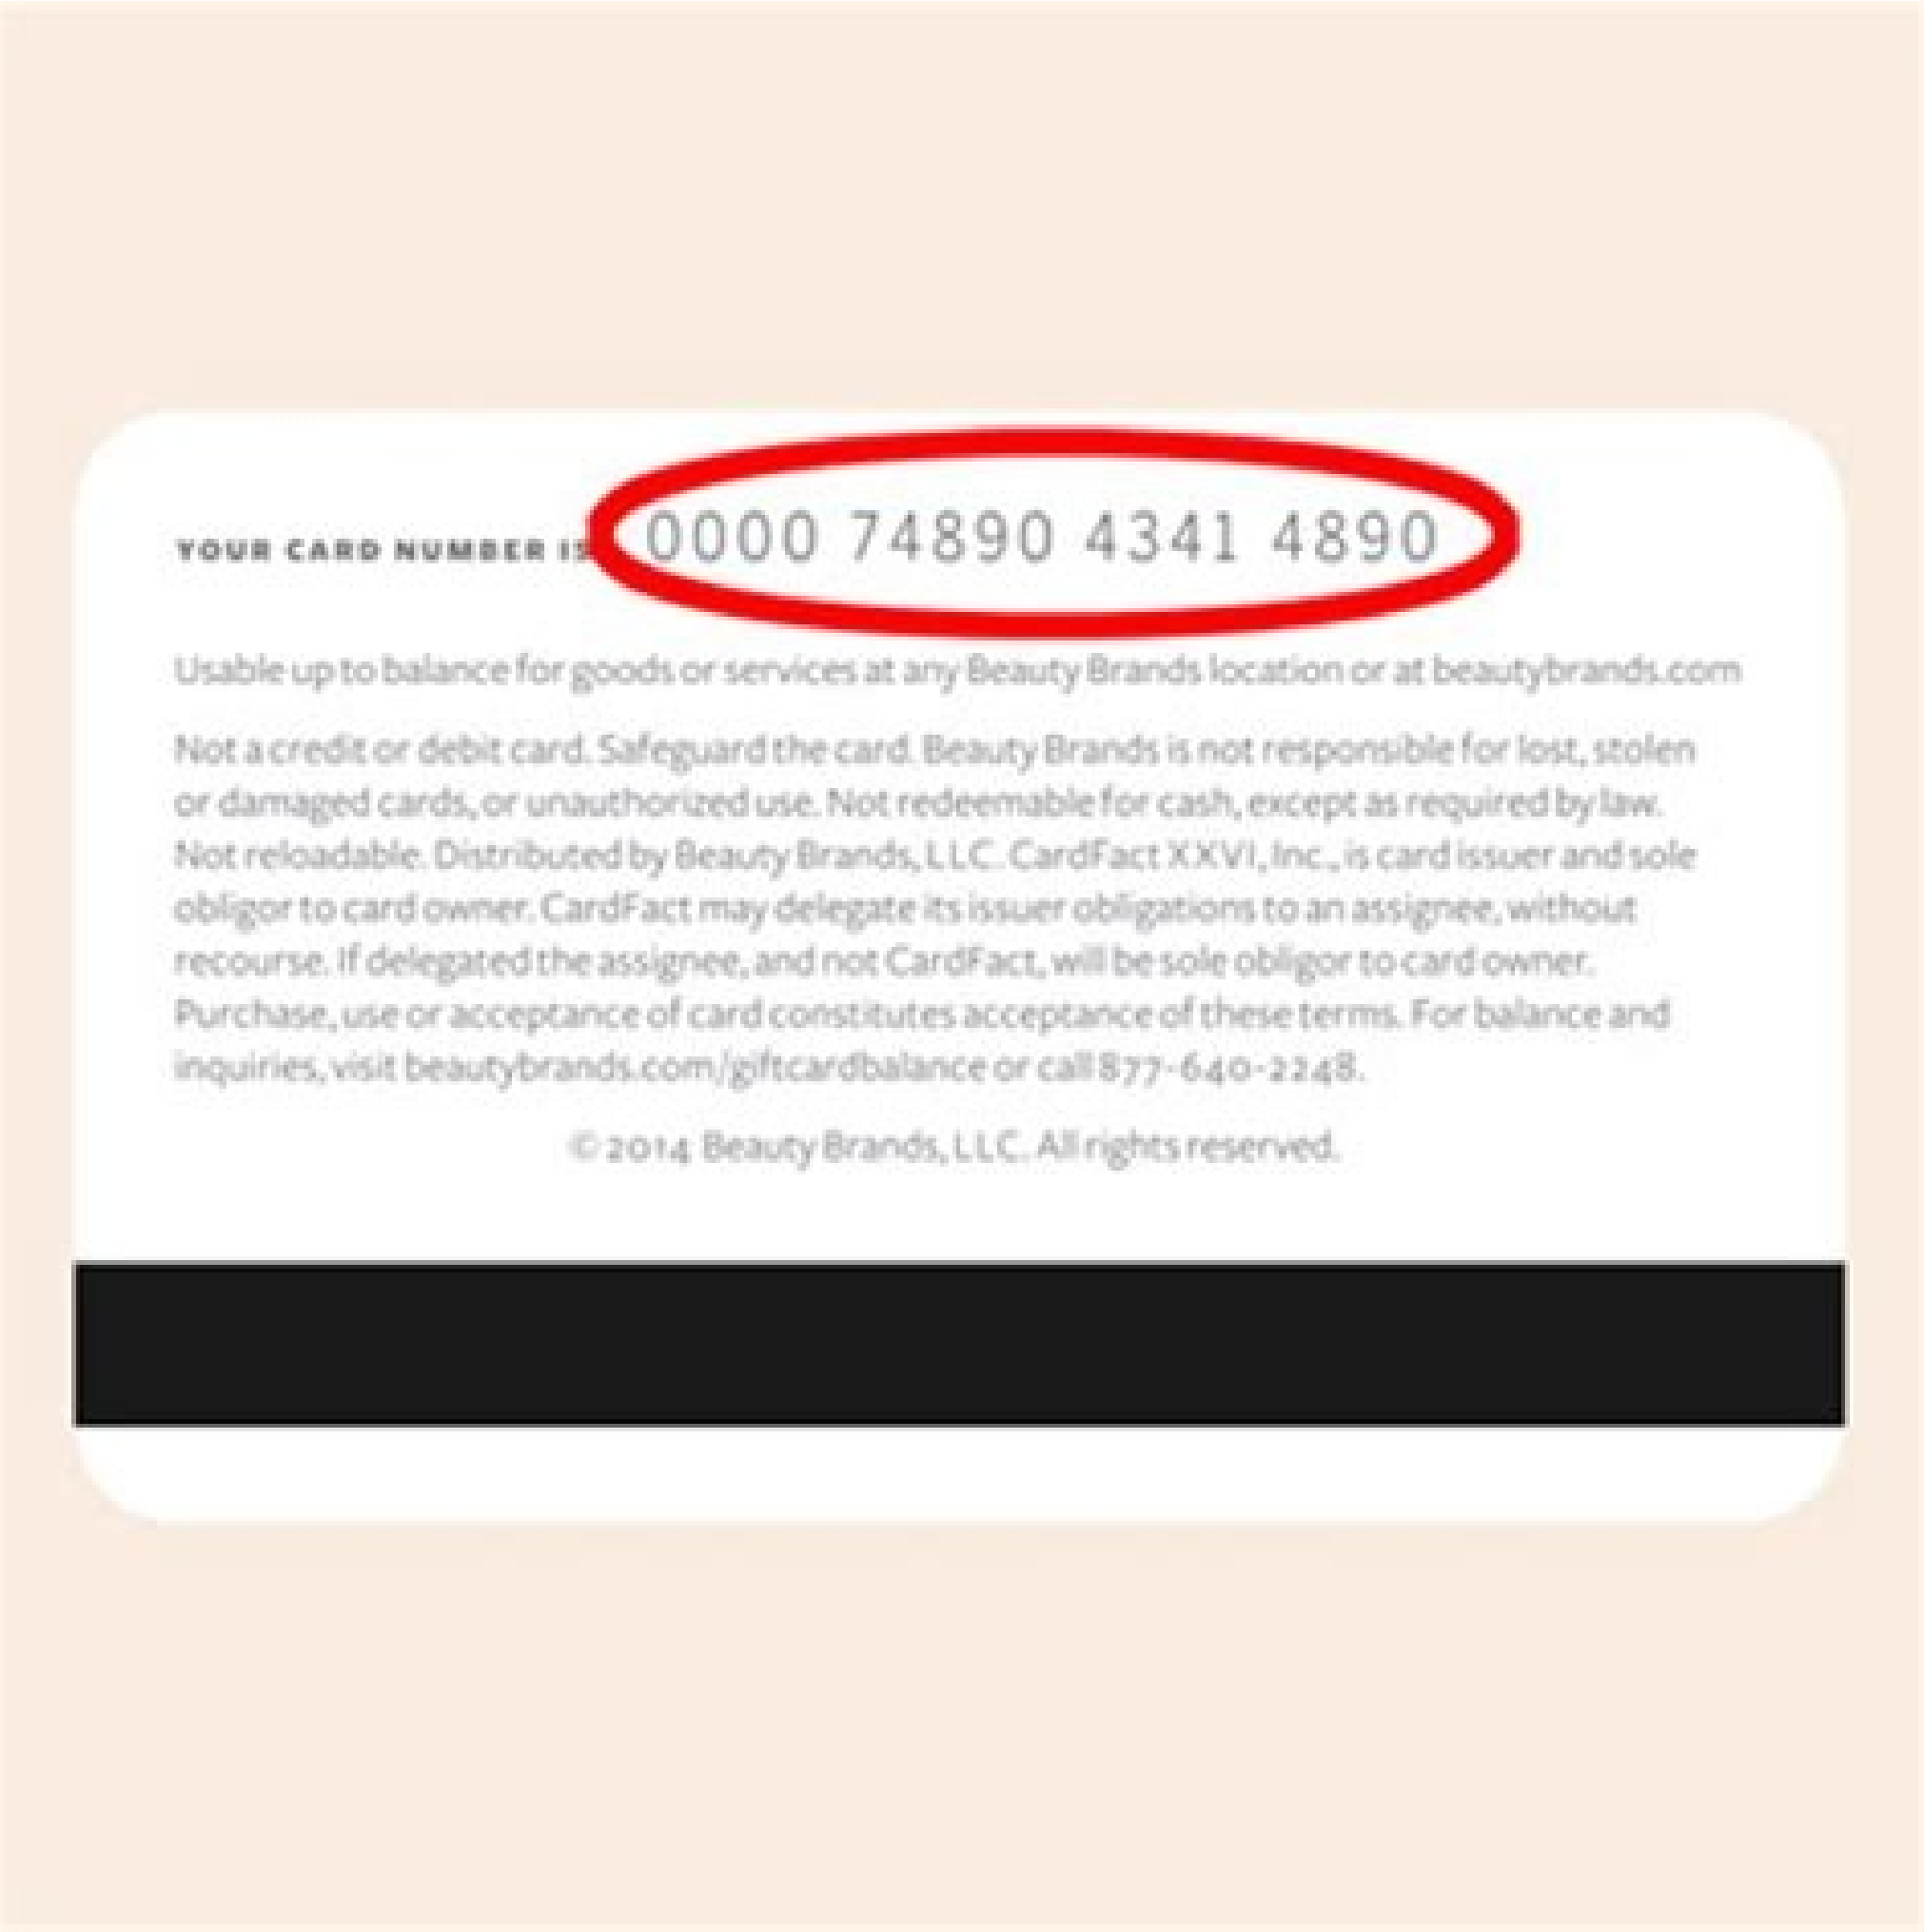 YOUR CARD NUMBER IS 0000 74890 4341 4890
Usable up to balance for goods or services at any Beauty Brands location or at beautybrands.com
Not a credit or debit card. Safeguard the card. Beauty Brands is not responsible for lost, stolen
or damaged cards, or unauthorized use. Not redeemable for cash, except as required by law.
Not reloadable. Distributed by Beauty Brands, LLC. CardFact XXVI, Inc., is card issuer and sole
obligor to card owner. CardFact may delegate its issuer obligations to an assignee, without
recourse. If delegated the assignee, and not CardFact, will be sole obligor to card owner.
Purchase, use or acceptance of card constitutes acceptance of these terms. For balance and
inquiries, visit beautybrands.com/giftcardbalance or call 877-640-2248.
© 2014 Beauty Brands, LLC. All rights reserved.